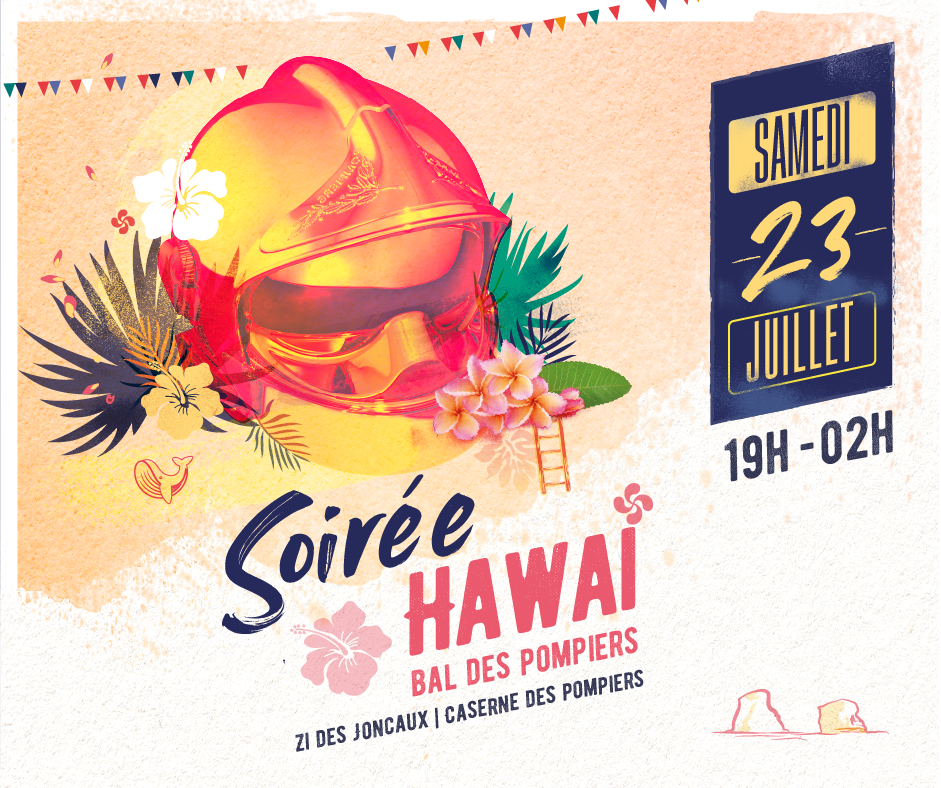 SAMEDI
23
JUILLET
19H - 02H
Soirée
HAWAÏ
BAL DES POMPIERS
ZI DES JONCAUX | CASERNE DES POMPIERS